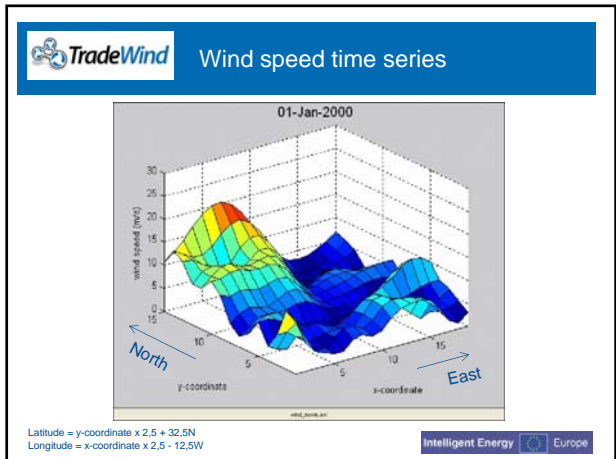 TradeWind
Wind speed time series
01-Jan-2000
wind speed (m/s)
30
25
20
15
10
5
0
15
10
5
y-coordinate
North
5
10
15
x-coordinate
East
Latitude = y-coordinate x 2,5 + 32,5N
Longitude = x-coordinate x 2,5 - 12,5W
Intelligent Energy Europe